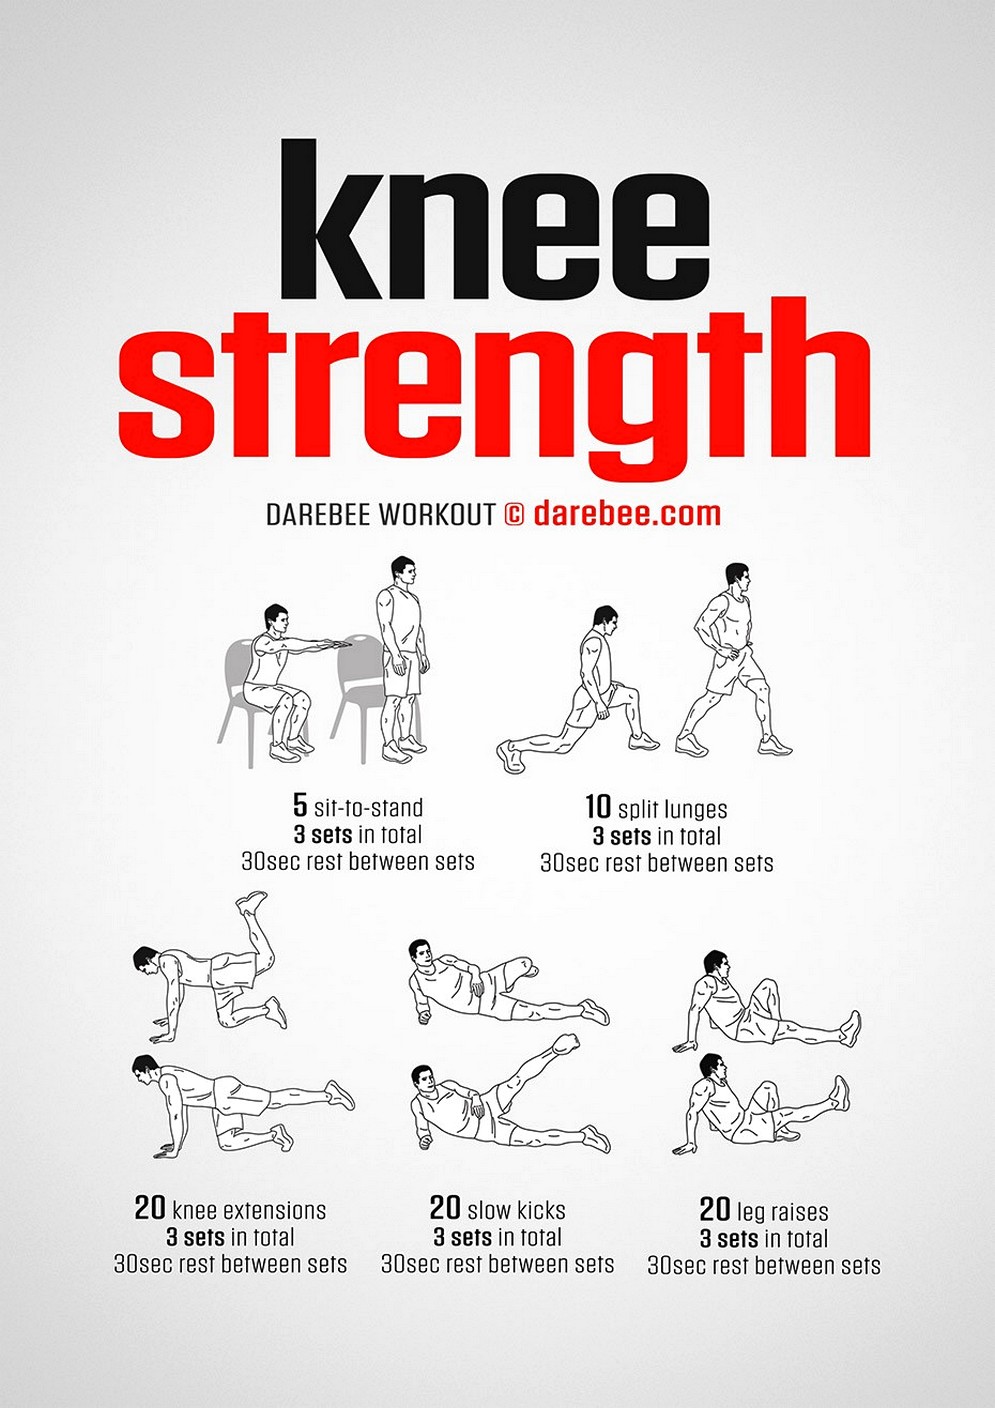 knee
strength
DAREBEE WORKOUT © darebee.com
5 sit-to-stand
3 sets in total
30sec rest between sets
10 split lunges
3 sets in total
30sec rest between sets
20 knee extensions
3 sets in total
30sec rest between sets
20 slow kicks
3 sets in total
30sec rest between sets
20 leg raises
3 sets in total
30sec rest between sets